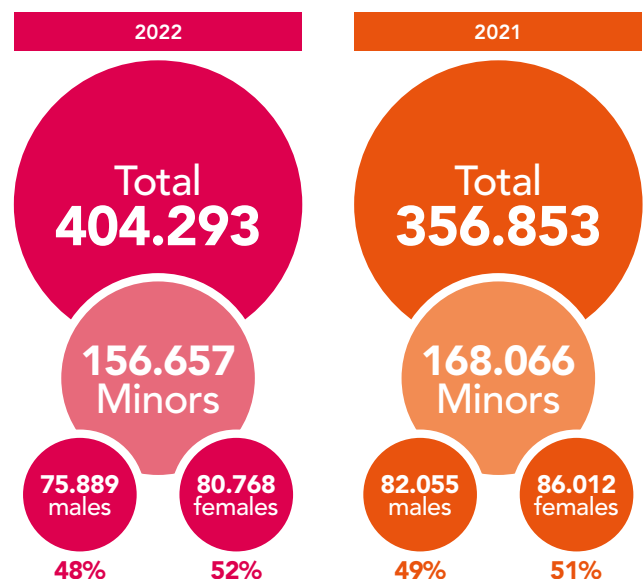 2022
Total
404.293
156.657
Minors
75.889
males
80.768
females
48%
52%
2021
Total
356.853
168.066
Minors
82.055
males
86.012
females
49%
51%